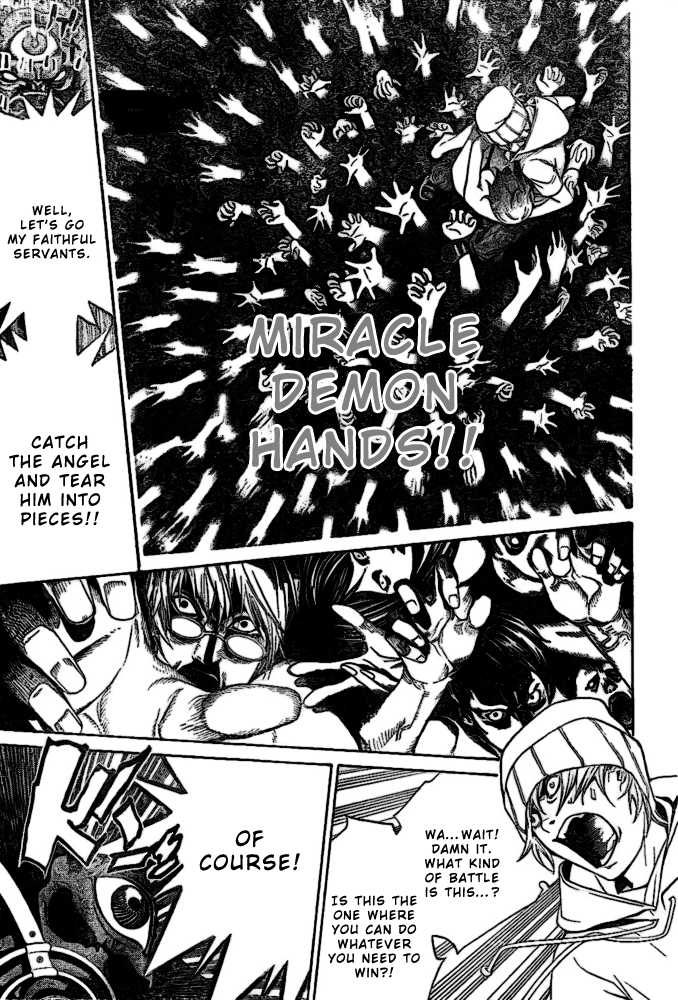 MIRACLE
DEMON
HANDS!!
WELL,
LET'S GO
MY FAITHFUL
SERVANTS.
CATCH
THE ANGEL
AND TEAR
HIM INTO
PIECES!!
WA...WAIT!
DAMN IT.
WHAT KIND
OF BATTLE
IS THIS...?
IS THIS THE
ONE WHERE
YOU CAN DO
WHATEVER
YOU NEED TO
WIN?!
OF
COURSE!